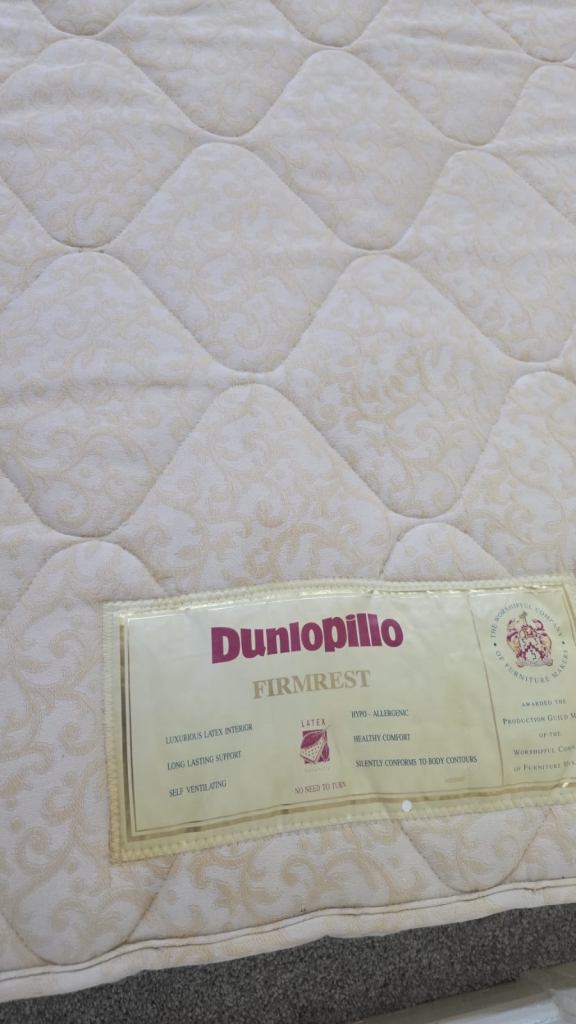 Dunlopillo
FIRMREST
LUXURIOUS LATEX INTERIOR
LONG LASTING SUPPORT
SELF VENTILATING
LATEX
NO NEED TO TURN
HYPO - ALLERGENIC
HEALTHY COMFORT
SILENTLY CONFORMS TO BODY CONTOURS
THE WORSHIPFUL COMPANY
OF FURNITURE MAKERS
AWARDED THE
PRODUCTION GUILD M
OF THE
WORSHIPFUL COM
OF FURNITURE